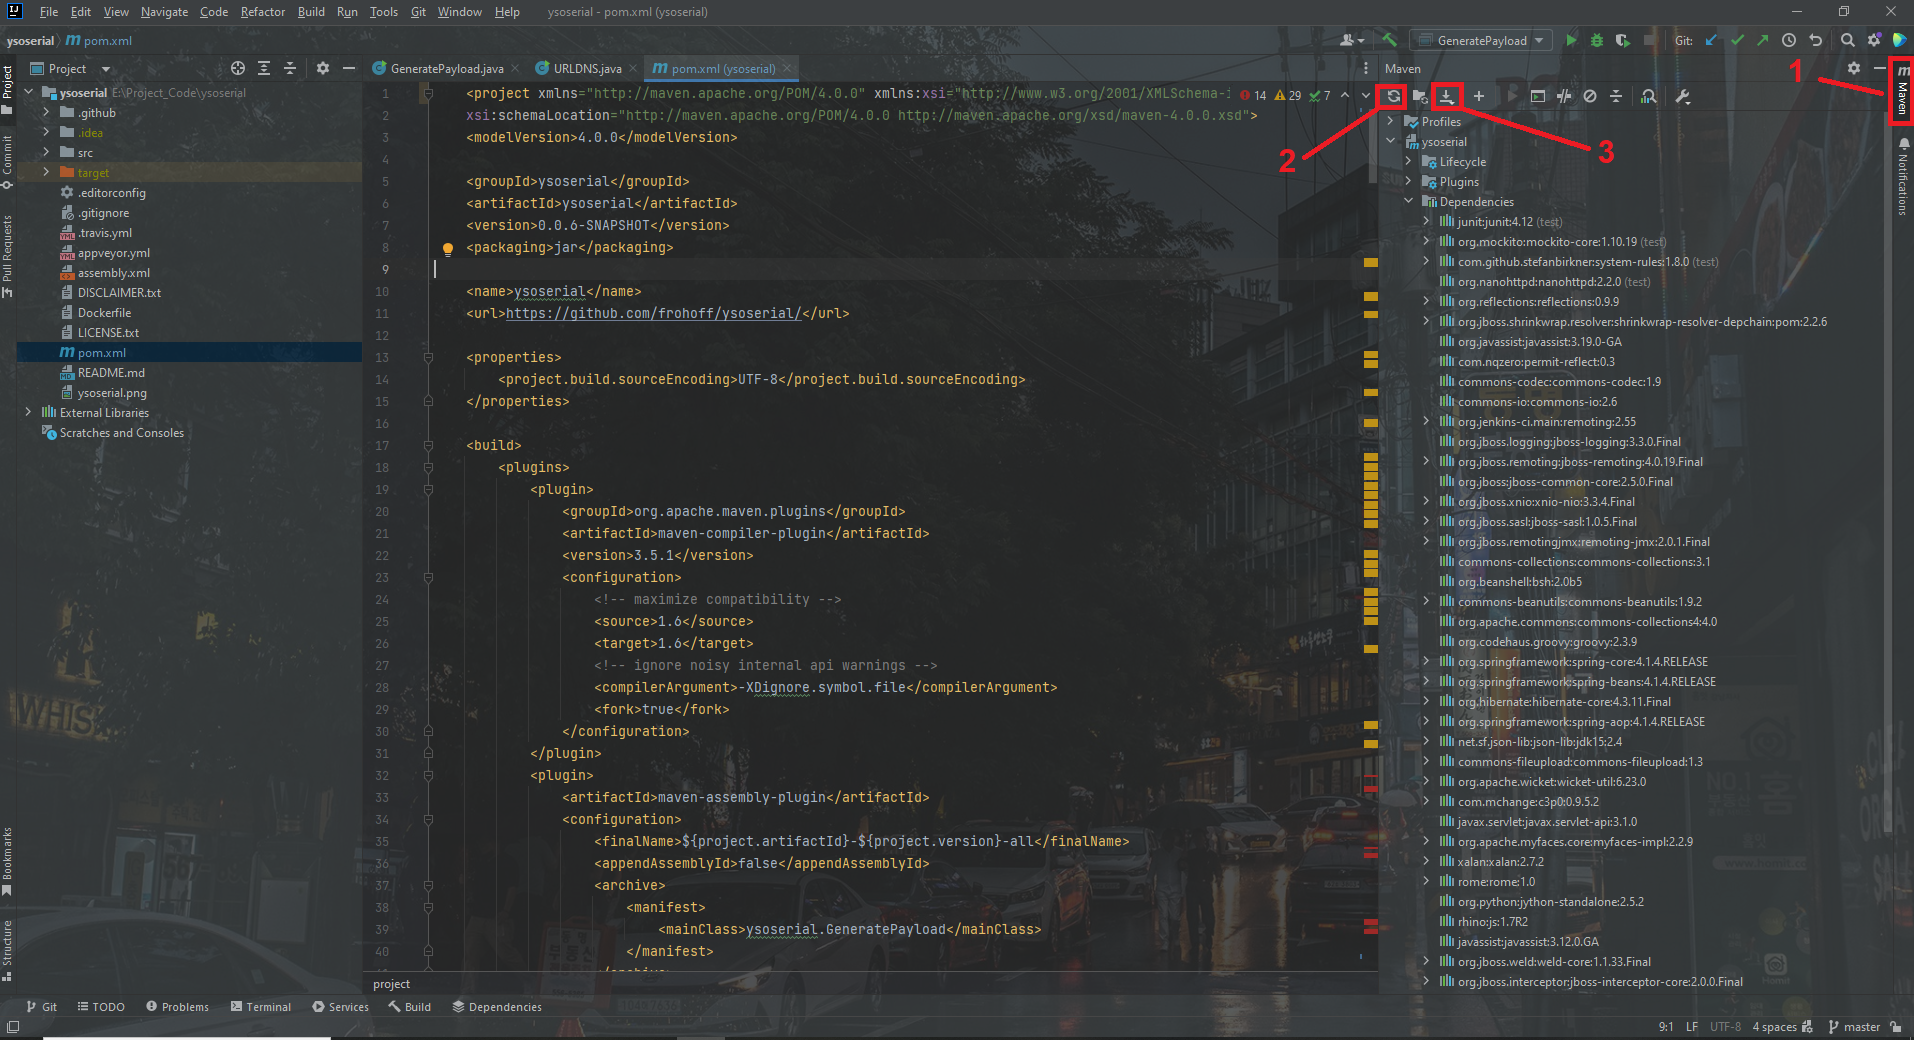 File Edit View Navigate Code Refactor Build Run Tools Git Window Help ysoserial - pom.xml (ysoserial)
ysoserial pom.xml
GeneratePayload Git:
Project
GeneratePayload.java URLDNS.java pom.xml (ysoserial)
Maven
Project
Commit
Pull Requests
Bookmarks
Structure
ysoserial E:\Project_Code\ysoserial
.github
.idea
src
target
.editorconfig
.gitignore
.travis.yml
appveyor.yml
assembly.xml
DISCLAIMER.txt
Dockerfile
LICENSE.txt
pom.xml
README.md
ysoserial.png
External Libraries
Scratches and Consoles
14 29 7
1 <project xmlns="http://maven.apache.org/POM/4.0.0" xmlns:xsi="http://www.w3.org/2001/XMLSchema-i
2 xsi:schemaLocation="http://maven.apache.org/POM/4.0.0 http://maven.apache.org/xsd/maven-4.0.0.xsd">
3 <modelVersion>4.0.0</modelVersion>
4
5 <groupId>ysoserial</groupId>
6 <artifactId>ysoserial</artifactId>
7 <version>0.0.6-SNAPSHOT</version>
8 <packaging>jar</packaging>
9
10 <name>ysoserial</name>
11 <url>https://github.com/frohoff/ysoserial/</url>
12
13 <properties>
14 <project.build.sourceEncoding>UTF-8</project.build.sourceEncoding>
15 </properties>
16
17 <build>
18 <plugins>
19 <plugin>
20 <groupId>org.apache.maven.plugins</groupId>
21 <artifactId>maven-compiler-plugin</artifactId>
22 <version>3.5.1</version>
23 <configuration>
24 <!-- maximize compatibility -->
25 <source>1.6</source>
26 <target>1.6</target>
27 <!-- ignore noisy internal api warnings -->
28 <compilerArgument>-XDignore.symbol.file</compilerArgument>
29 <fork>true</fork>
30 </configuration>
31 </plugin>
32 <plugin>
33 <artifactId>maven-assembly-plugin</artifactId>
34 <configuration>
35 <finalName>${project.artifactId}-${project.version}-all</finalName>
36 <appendAssemblyId>false</appendAssemblyId>
37 <archive>
38 <manifest>
39 <mainClass>ysoserial.GeneratePayload</mainClass>
40 </manifest>
project
1
2
3
Profiles
ysoserial
Lifecycle
Plugins
Dependencies
junit:junit:4.12 (test)
org.mockito:mockito-core:1.10.19 (test)
com.github.stefanbirkner:system-rules:1.8.0 (test)
org.nanohttpd:nanohttpd:2.2.0 (test)
org.reflections:reflections:0.9.9
org.jboss.shrinkwrap.resolver:shrinkwrap-resolver-depchain:pom:2.2.6
org.javassist:javassist:3.19.0-GA
com.nqzero:permit-reflect:0.3
commons-codec:commons-codec:1.9
commons-io:commons-io:2.6
org.jenkins-ci.main:remoting:2.55
org.jboss.logging:jboss-logging:3.3.0.Final
org.jboss.remoting:jboss-remoting:4.0.19.Final
org.jboss:jboss-common-core:2.5.0.Final
org.jboss.xnio:xnio-nio:3.3.4.Final
org.jboss.sasl:jboss-sasl:1.0.5.Final
org.jboss.remotingjmx:remoting-jmx:2.0.1.Final
commons-collections:commons-collections:3.1
org.beanshell:bsh:2.0b5
commons-beanutils:commons-beanutils:1.9.2
org.apache.commons:commons-collections4:4.0
org.codehaus.groovy:groovy:2.3.9
org.springframework:spring-core:4.1.4.RELEASE
org.springframework:spring-beans:4.1.4.RELEASE
org.hibernate:hibernate-core:4.3.11.Final
org.springframework:spring-aop:4.1.4.RELEASE
net.sf.json-lib:json-lib:jdk15:2.4
commons-fileupload:commons-fileupload:1.3
org.apache.wicket:wicket-util:6.23.0
com.mchange:c3p0:0.9.5.2
javax.servlet:javax.servlet-api:3.1.0
org.apache.myfaces.core:myfaces-impl:2.2.9
xalan:xalan:2.7.2
rome:rome:1.0
org.python:jython-standalone:2.5.2
rhino:js:1.7R2
javassist:javassist:3.12.0.GA
org.jboss.weld:weld-core:1.1.33.Final
org.jboss.interceptor:jboss-interceptor-core:2.0.0.Final
Maven
Notifications
Git TODO Problems Terminal Services Build Dependencies
9:1 LF UTF-8 4 spaces master
WHIS